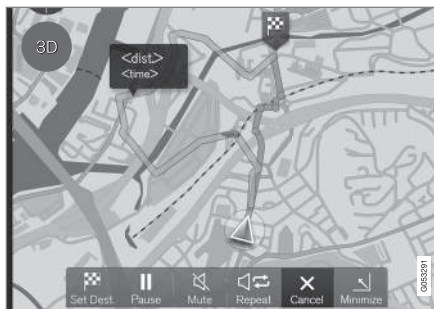 3D
<dist.>
<time>
Set Dest.
Pause
Mute
Repeat
Cancel
Minimize
G053291